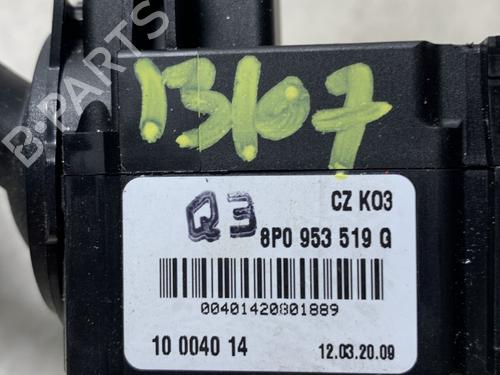 B-PARTS
13107
CZ K03
Q3
8P0 953 519 G
00401420801889
10 0040 14
12.03.20.09